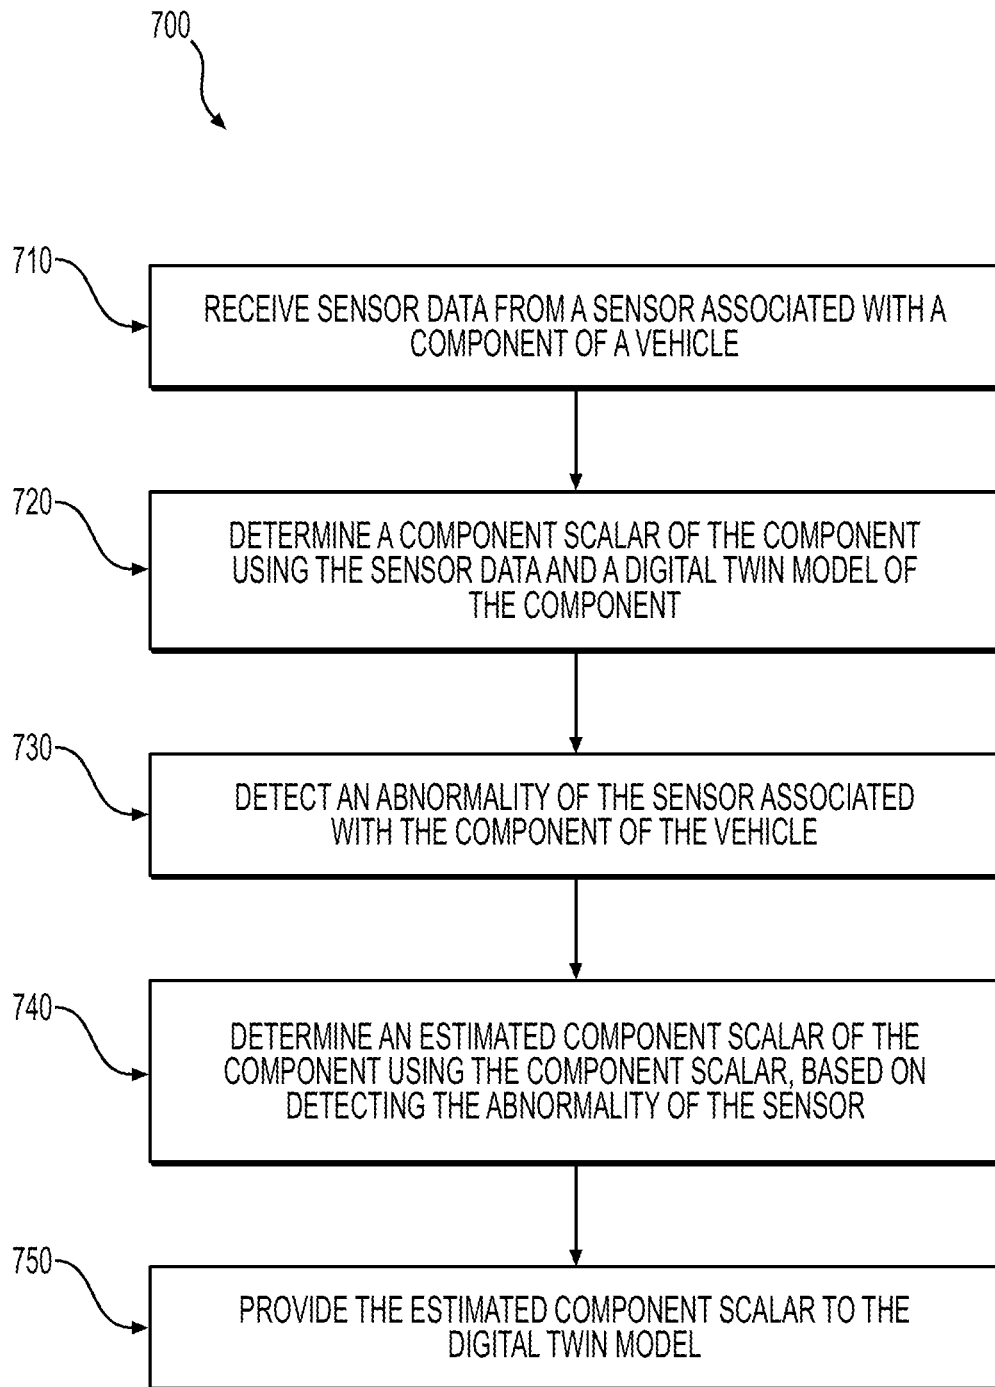 700
710
RECEIVE SENSOR DATA FROM A SENSOR ASSOCIATED WITH A
COMPONENT OF A VEHICLE
720
DETERMINE A COMPONENT SCALAR OF THE COMPONENT
USING THE SENSOR DATA AND A DIGITAL TWIN MODEL OF
THE COMPONENT
730
DETECT AN ABNORMALITY OF THE SENSOR ASSOCIATED
WITH THE COMPONENT OF THE VEHICLE
740
DETERMINE AN ESTIMATED COMPONENT SCALAR OF THE
COMPONENT USING THE COMPONENT SCALAR, BASED ON
DETECTING THE ABNORMALITY OF THE SENSOR
750
PROVIDE THE ESTIMATED COMPONENT SCALAR TO THE
DIGITAL TWIN MODEL